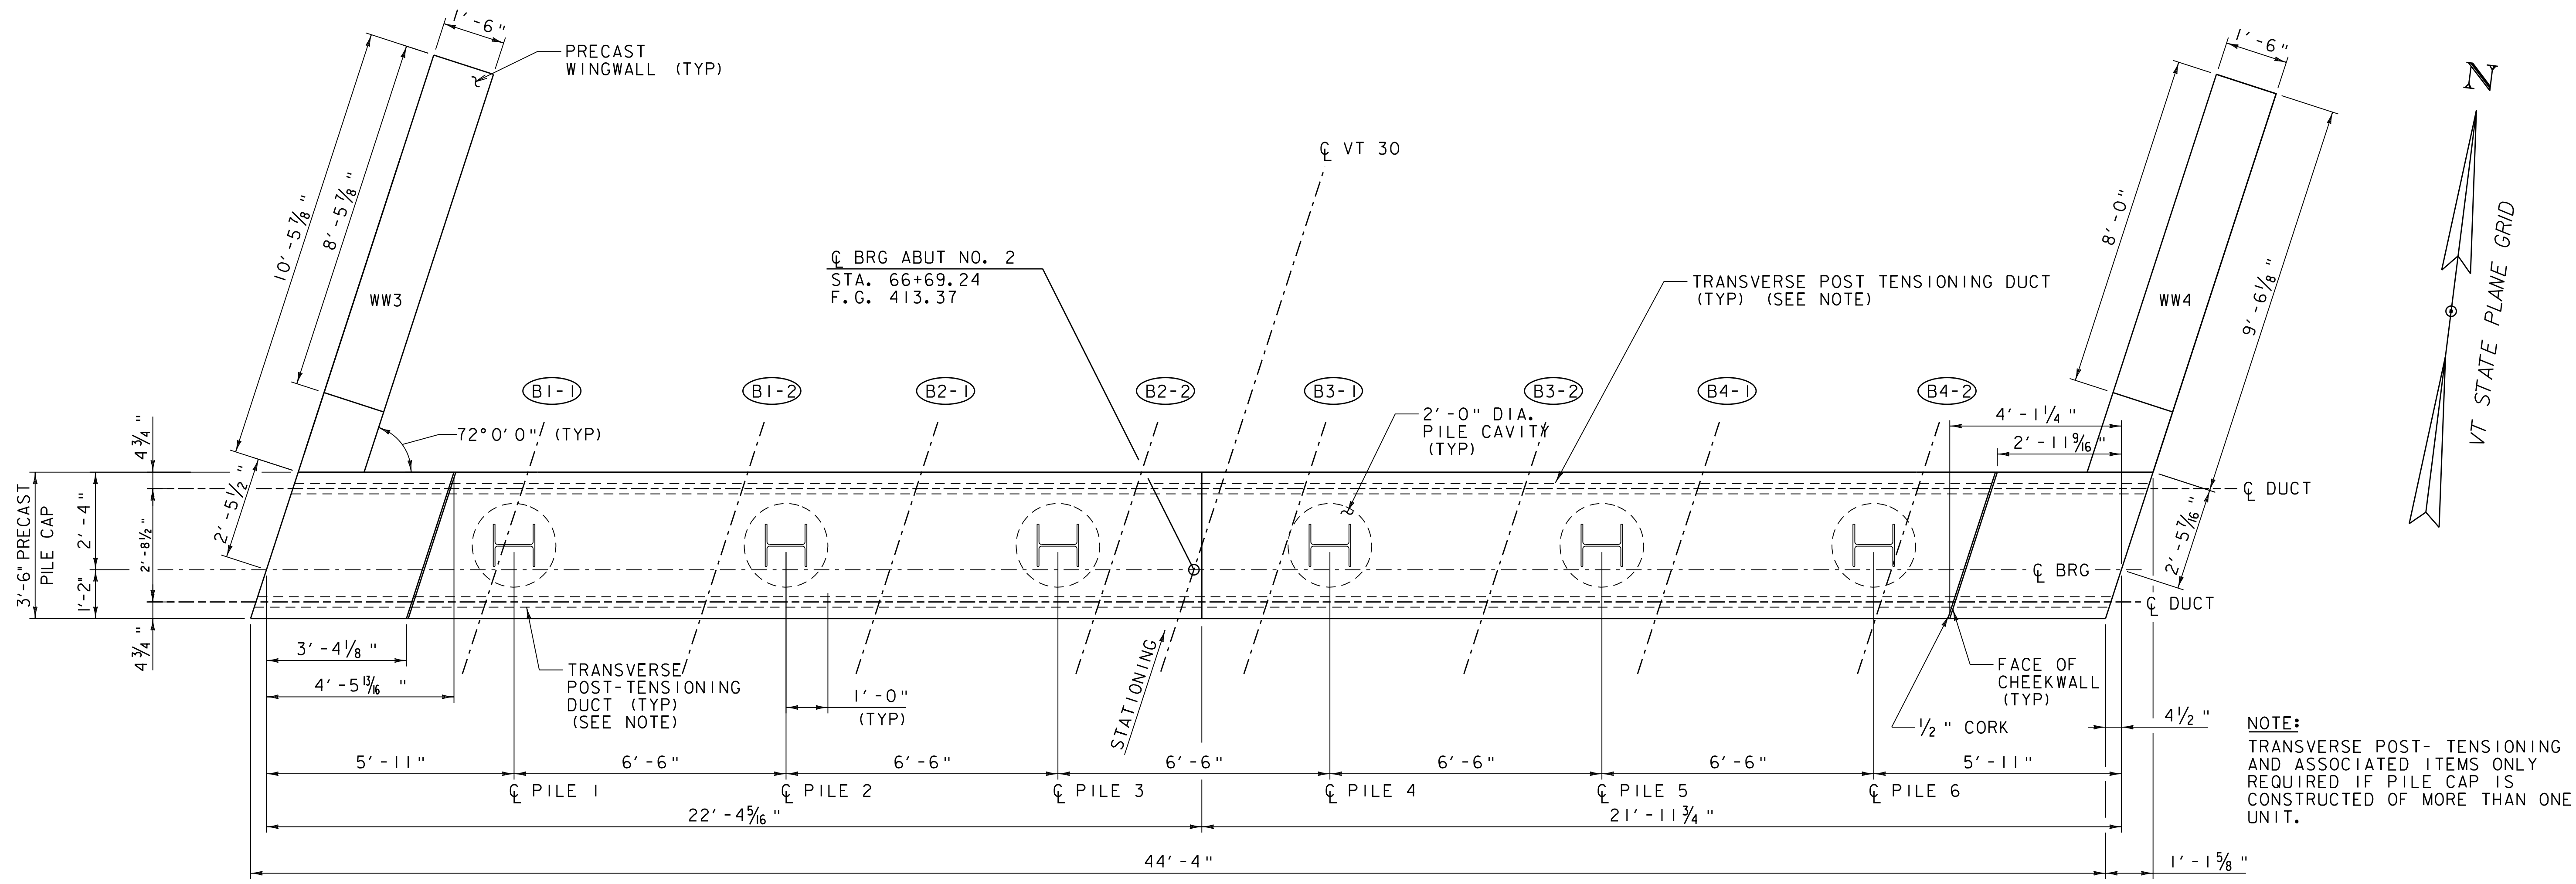 1'-6"
PRECAST
WINGWALL (TYP)
1'-6"
N
VT STATE PLANE GRID
10'-5⅞"
8'-5⅞"
WW3
℄ VT 30
℄ BRG ABUT NO. 2
STA. 66+69.24
F.G. 413.37
TRANSVERSE POST TENSIONING DUCT
(TYP) (SEE NOTE)
8'-0"
WW4
9'-6⅛"
B1-1
B1-2
B2-1
B2-2
B3-1
B3-2
B4-1
B4-2
72°0'0" (TYP)
2'-0" DIA.
PILE CAVITY
(TYP)
4'-1¼"
2'-11⁹⁄₁₆"
4¾"
2'-5½"
3'-6" PRECAST
PILE CAP
2'-4"
2'-8½"
1'-2"
4¾"
℄ DUCT
℄ BRG
2'-5⁷⁄₁₆"
℄ DUCT
3'-4⅛"
4'-5¹³⁄₁₆"
TRANSVERSE
POST-TENSIONING
DUCT (TYP)
(SEE NOTE)
1'-0"
(TYP)
STATIONING
FACE OF
CHEEKWALL
(TYP)
½" CORK
4½"
5'-11"
6'-6"
6'-6"
6'-6"
6'-6"
6'-6"
5'-11"
℄ PILE 1
℄ PILE 2
℄ PILE 3
℄ PILE 4
℄ PILE 5
℄ PILE 6
22'-4⁵⁄₁₆"
21'-11¾"
44'-4"
1'-1⅝"
NOTE:
TRANSVERSE POST- TENSIONING
AND ASSOCIATED ITEMS ONLY
REQUIRED IF PILE CAP IS
CONSTRUCTED OF MORE THAN ONE
UNIT.